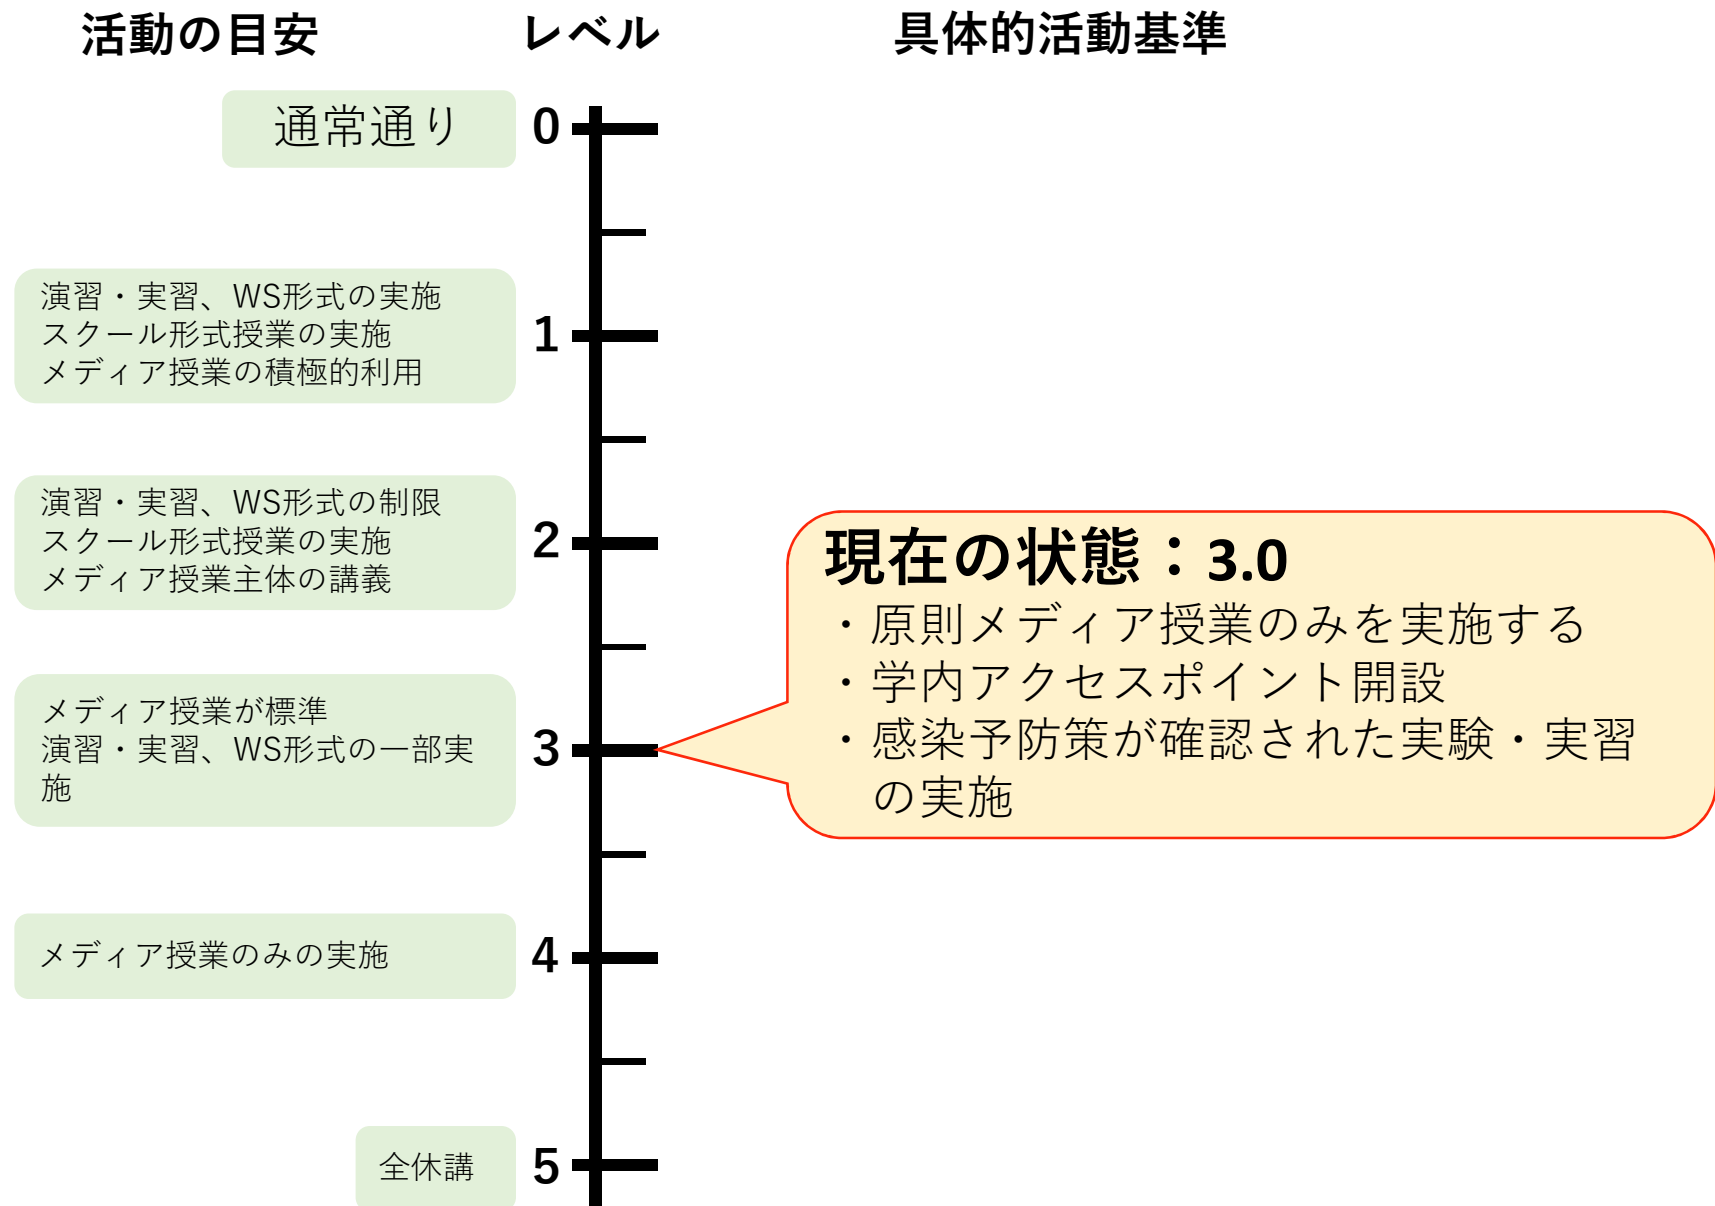 活動の目安 レベル 具体的活動基準
通常通り 0
演習・実習、WS形式の実施
スクール形式授業の実施
メディア授業の積極的利用
1
演習・実習、WS形式の制限
スクール形式授業の実施
メディア授業主体の講義
2
メディア授業が標準
演習・実習、WS形式の一部実
施
3
現在の状態：3.0
・原則メディア授業のみを実施する
・学内アクセスポイント開設
・感染予防策が確認された実験・実習
の実施
メディア授業のみの実施 4
全休講 5